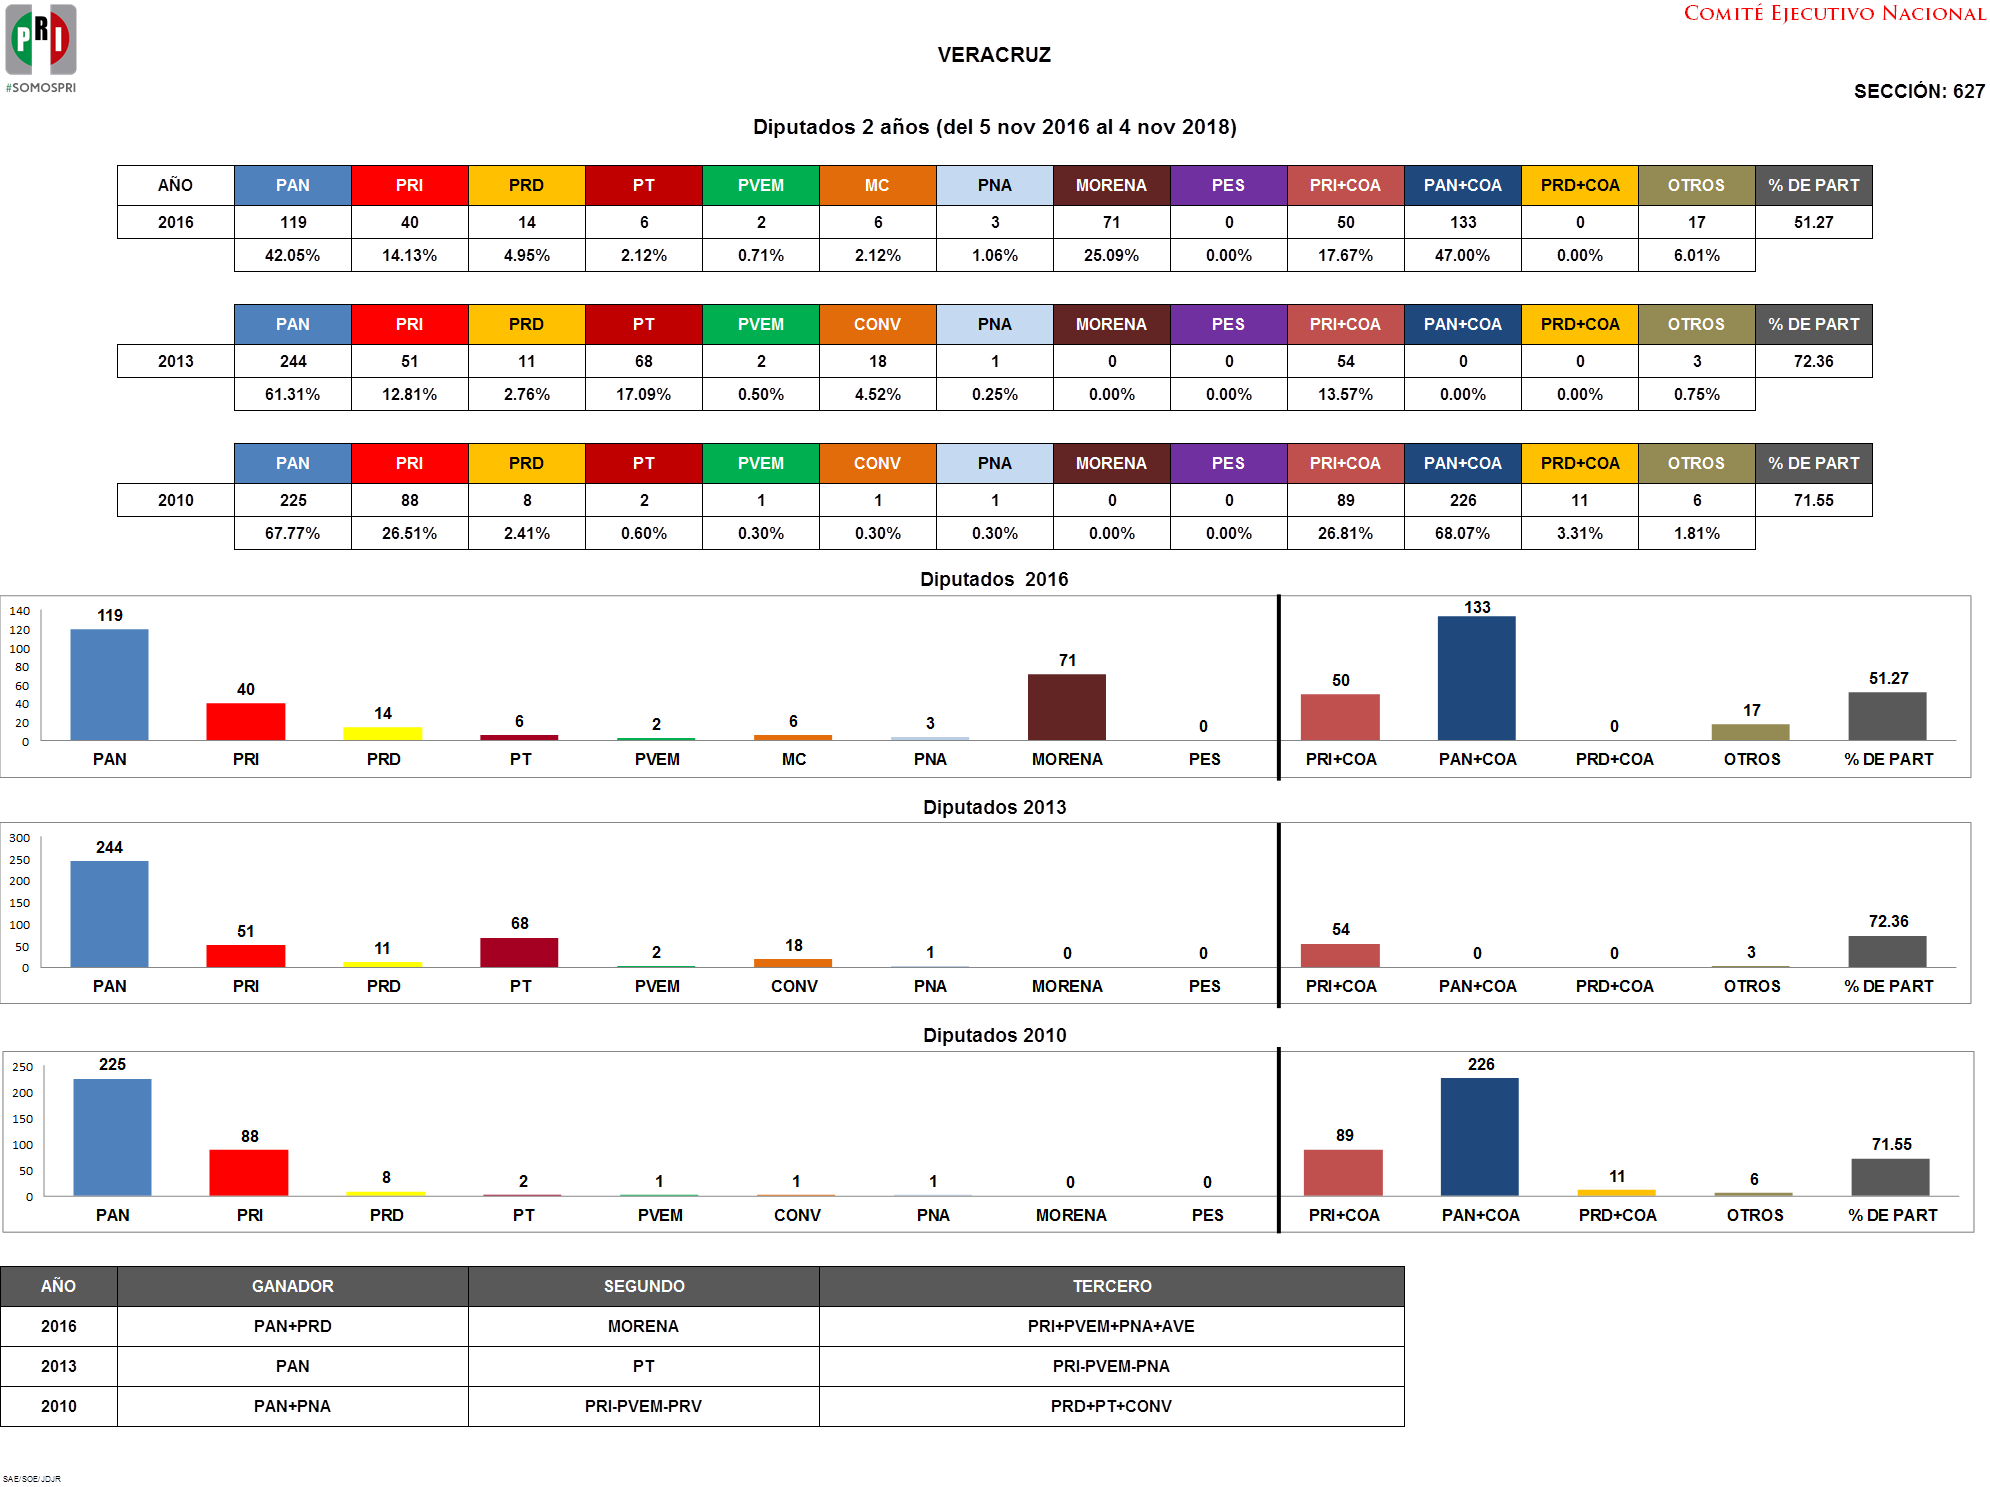 PRI
#SOMOSPRI
COMITÉ EJECUTIVO NACIONAL
VERACRUZ
SECCIÓN: 627
Diputados 2 años (del 5 nov 2016 al 4 nov 2018)
AÑO PAN PRI PRD PT PVEM MC PNA MORENA PES PRI+COA PAN+COA PRD+COA OTROS % DE PART
2016 119 40 14 6 2 6 3 71 0 50 133 0 17 51.27
42.05% 14.13% 4.95% 2.12% 0.71% 2.12% 1.06% 25.09% 0.00% 17.67% 47.00% 0.00% 6.01%
PAN PRI PRD PT PVEM CONV PNA MORENA PES PRI+COA PAN+COA PRD+COA OTROS % DE PART
2013 244 51 11 68 2 18 1 0 0 54 0 0 3 72.36
61.31% 12.81% 2.76% 17.09% 0.50% 4.52% 0.25% 0.00% 0.00% 13.57% 0.00% 0.00% 0.75%
PAN PRI PRD PT PVEM CONV PNA MORENA PES PRI+COA PAN+COA PRD+COA OTROS % DE PART
2010 225 88 8 2 1 1 1 0 0 89 226 11 6 71.55
67.77% 26.51% 2.41% 0.60% 0.30% 0.30% 0.30% 0.00% 0.00% 26.81% 68.07% 3.31% 1.81%
Diputados 2016
140
120
100
80
60
40
20
0
119 40 14 6 2 6 3 71 0 50 133 0 17 51.27
PAN PRI PRD PT PVEM MC PNA MORENA PES PRI+COA PAN+COA PRD+COA OTROS % DE PART
Diputados 2013
300
250
200
150
100
50
0
244 51 11 68 2 18 1 0 0 54 0 0 3 72.36
PAN PRI PRD PT PVEM CONV PNA MORENA PES PRI+COA PAN+COA PRD+COA OTROS % DE PART
Diputados 2010
250
200
150
100
50
0
225 88 8 2 1 1 1 0 0 89 226 11 6 71.55
PAN PRI PRD PT PVEM CONV PNA MORENA PES PRI+COA PAN+COA PRD+COA OTROS % DE PART
AÑO GANADOR SEGUNDO TERCERO
2016 PAN+PRD MORENA PRI+PVEM+PNA+AVE
2013 PAN PT PRI-PVEM-PNA
2010 PAN+PNA PRI-PVEM-PRV PRD+PT+CONV
SAE/SOE/JDJR